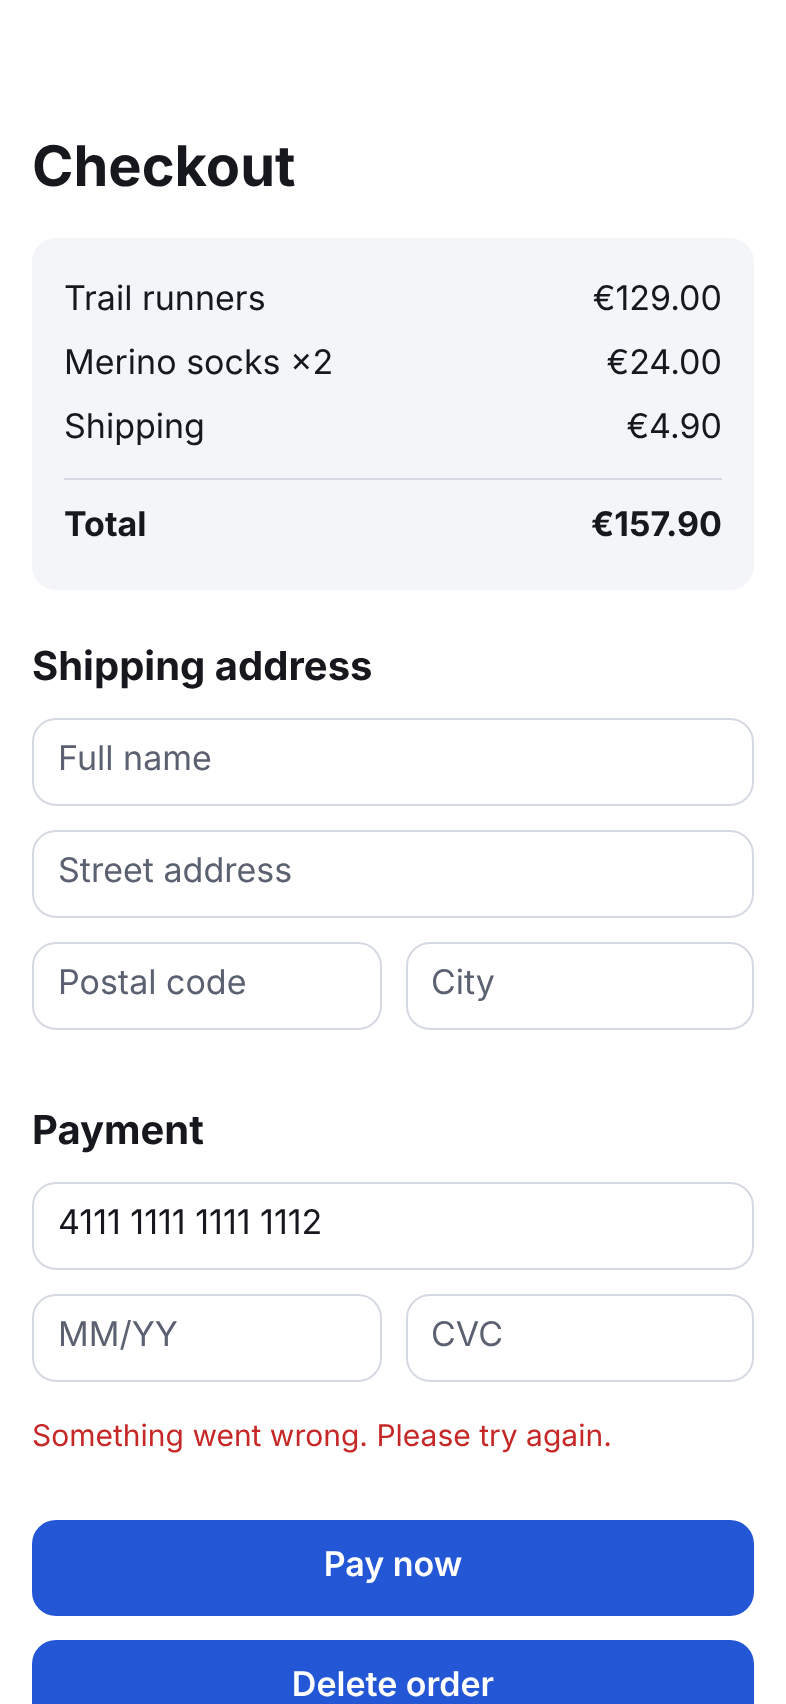 Checkout
Trail runners €129.00
Merino socks ×2 €24.00
Shipping €4.90
Total €157.90
Shipping address
Full name
Street address
Postal code City
Payment
4111 1111 1111 1112
MM/YY CVC
Something went wrong. Please try again.
Pay now
Delete order